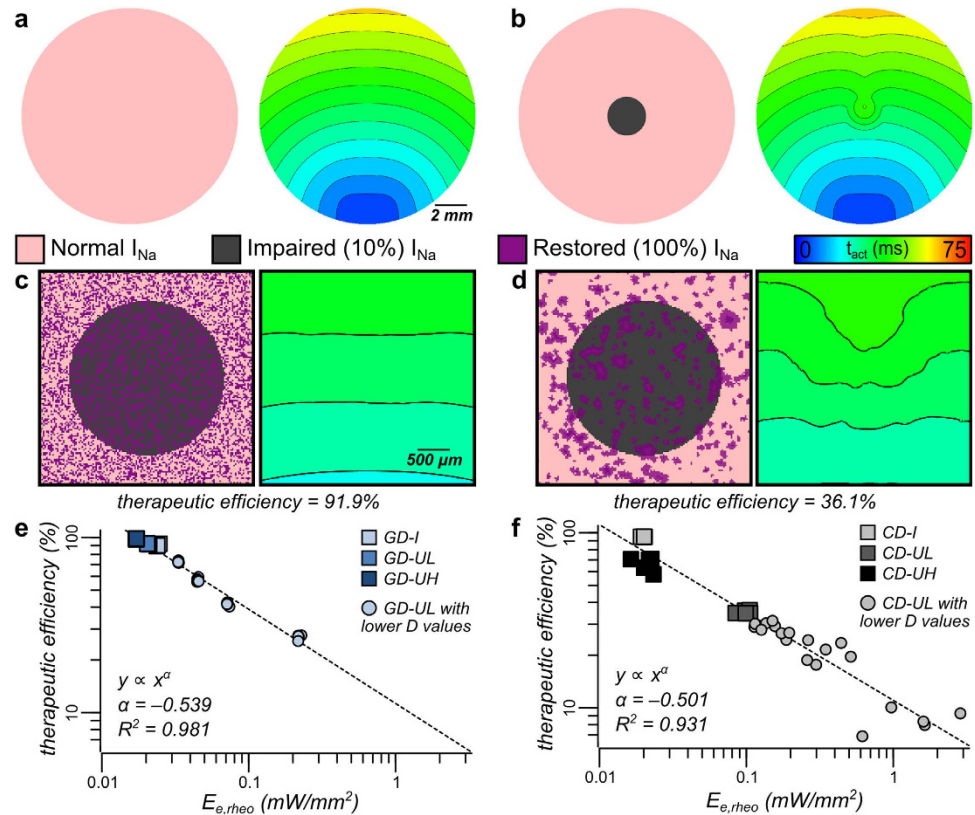 a
b
2 mm
Normal I_Na
Impaired (10%) I_Na
Restored (100%) I_Na
0 t_act (ms) 75
c
d
500 µm
therapeutic efficiency = 91.9%
therapeutic efficiency = 36.1%
e
therapeutic efficiency (%)
100
10
GD-I
GD-UL
GD-UH
GD-UL with
lower D values
y ∝ x^α
α = –0.539
R² = 0.981
0.01 0.1 1
E_e,rheo (mW/mm²)
f
therapeutic efficiency (%)
100
10
CD-I
CD-UL
CD-UH
CD-UL with
lower D values
y ∝ x^α
α = –0.501
R² = 0.931
0.01 0.1 1
E_e,rheo (mW/mm²)